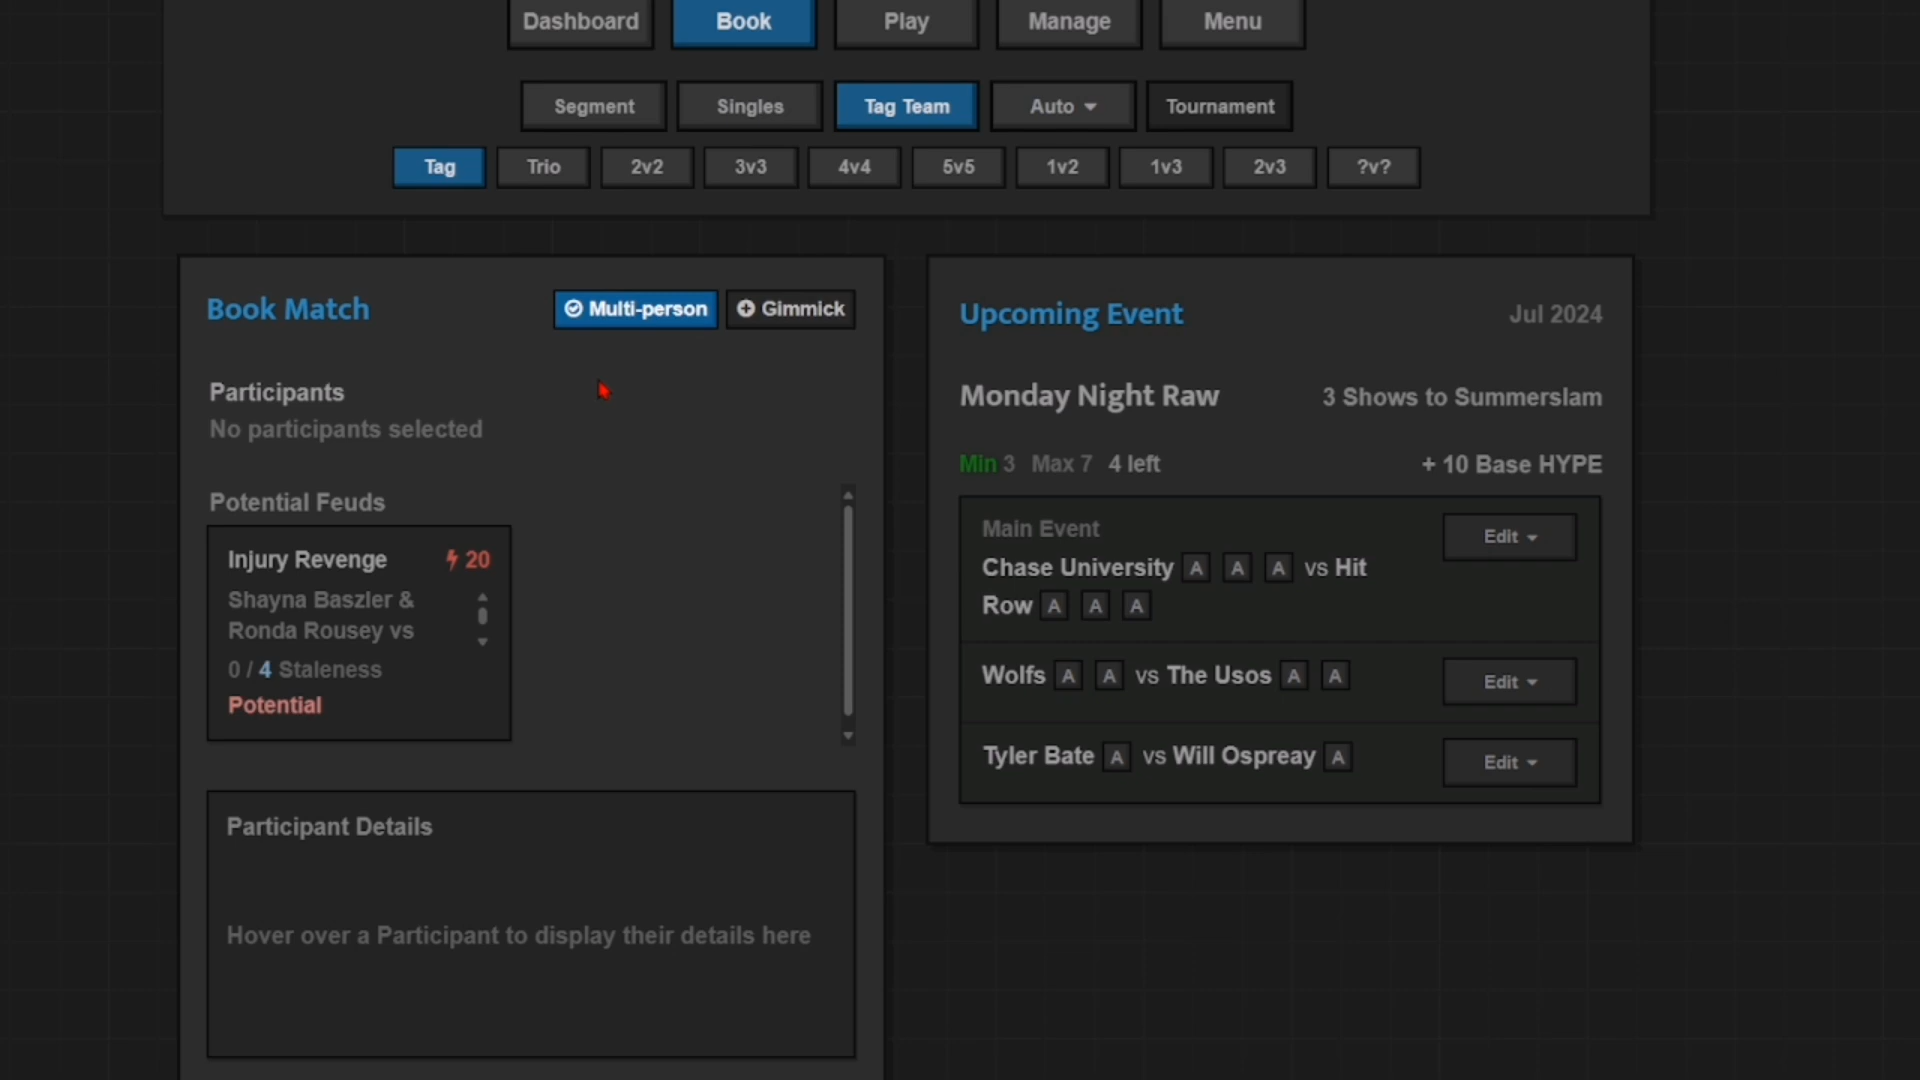 Dashboard Book Play Manage Menu
Segment Singles Tag Team Auto Tournament
Tag Trio 2v2 3v3 4v4 5v5 1v2 1v3 2v3 ?v?
Book Match Multi-person Gimmick
Participants
No participants selected
Potential Feuds
Injury Revenge 20
Shayna Baszler &
Ronda Rousey vs
0 / 4 Staleness
Potential
Participant Details
Hover over a Participant to display their details here
Upcoming Event Jul 2024
Monday Night Raw 3 Shows to Summerslam
Min 3 Max 7 4 left + 10 Base HYPE
Main Event Edit
Chase University A A A vs Hit
Row A A A
Wolfs A A vs The Usos A A Edit
Tyler Bate A vs Will Ospreay A Edit